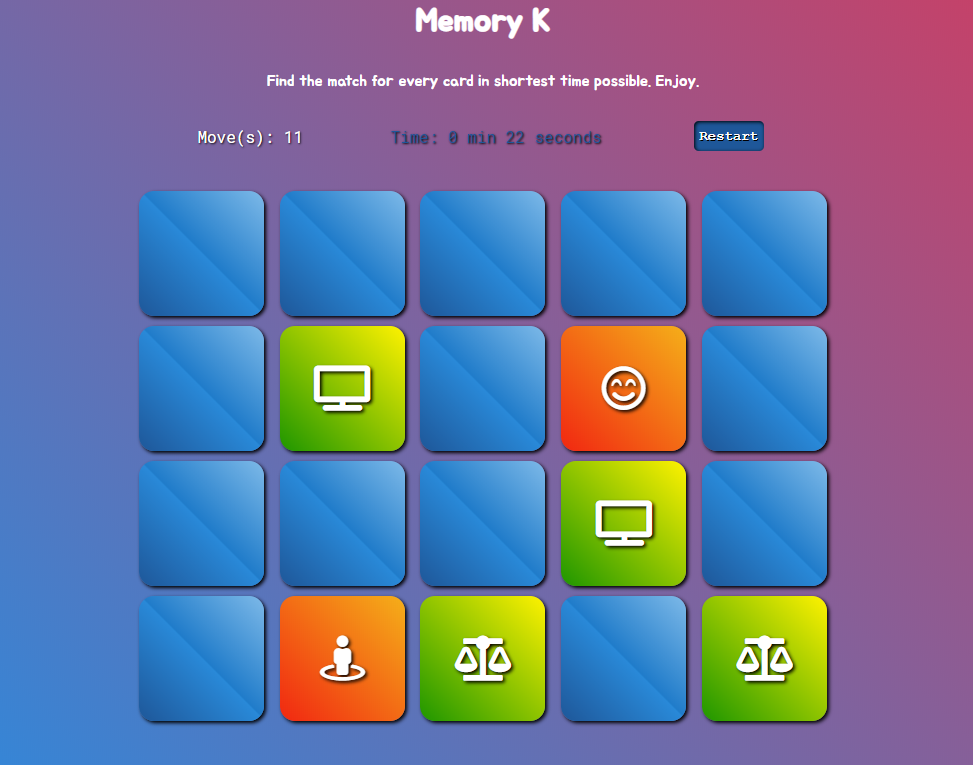 Memory K
Find the match for every card in shortest time possible. Enjoy.
Move(s): 11
Time: 0 min 22 seconds
Restart